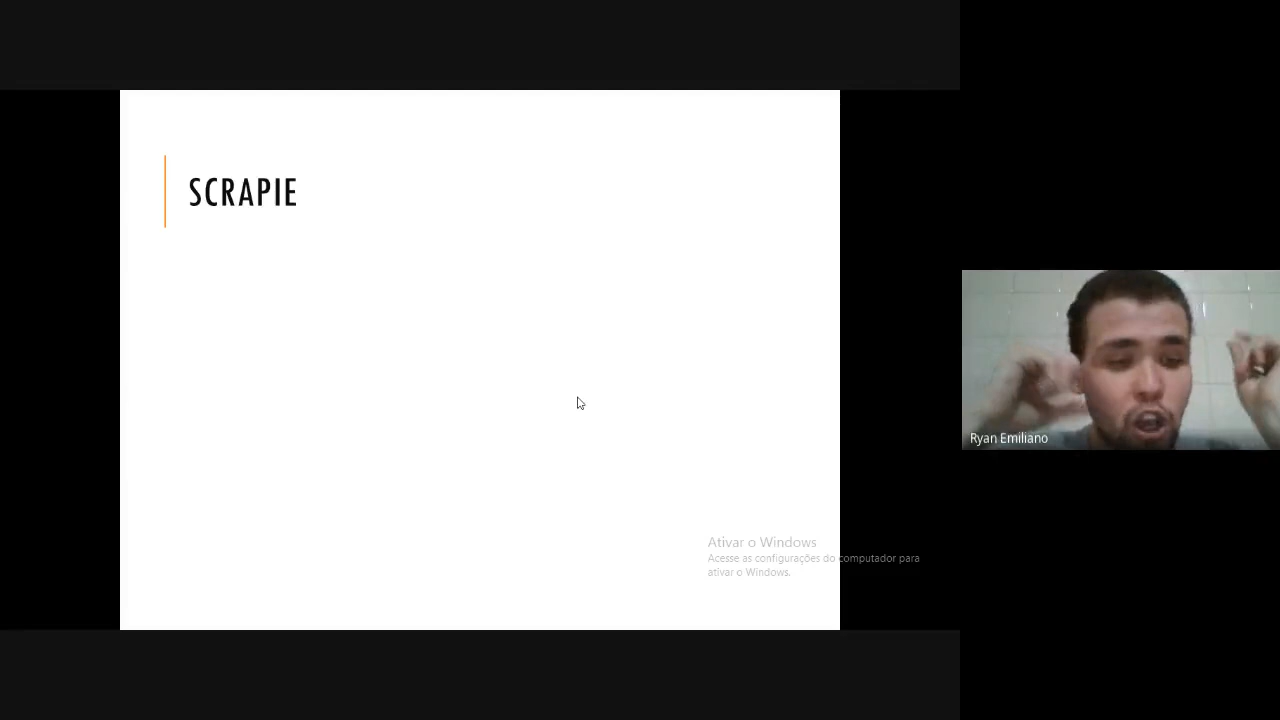 SCRAPIE
Ryan Emiliano
Ativar o Windows
Acesse as configurações do computador para
ativar o Windows.